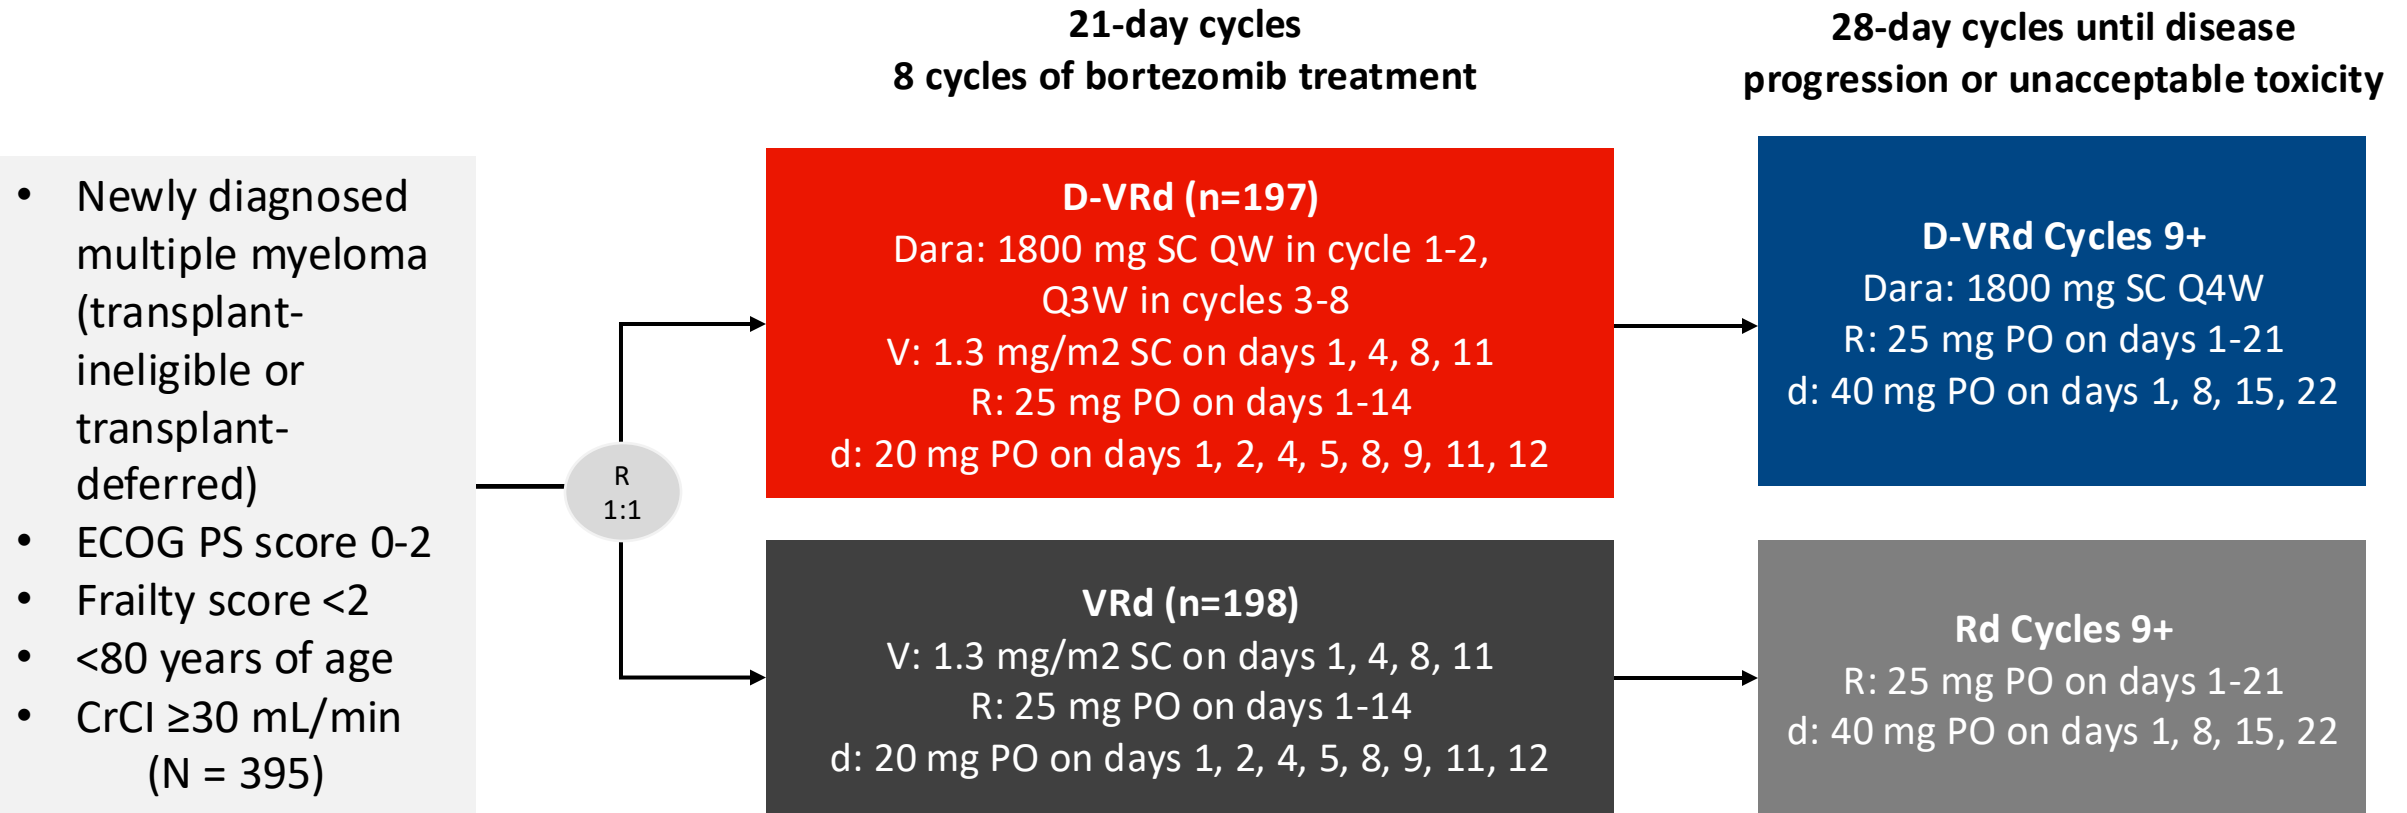 21-day cycles
8 cycles of bortezomib treatment
28-day cycles until disease
progression or unacceptable toxicity
• Newly diagnosed
multiple myeloma
(transplant-
ineligible or
transplant-
deferred)
• ECOG PS score 0-2
• Frailty score <2
• <80 years of age
• CrCI ≥30 mL/min
(N = 395)
R
1:1
D-VRd (n=197)
Dara: 1800 mg SC QW in cycle 1-2,
Q3W in cycles 3-8
V: 1.3 mg/m2 SC on days 1, 4, 8, 11
R: 25 mg PO on days 1-14
d: 20 mg PO on days 1, 2, 4, 5, 8, 9, 11, 12
D-VRd Cycles 9+
Dara: 1800 mg SC Q4W
R: 25 mg PO on days 1-21
d: 40 mg PO on days 1, 8, 15, 22
VRd (n=198)
V: 1.3 mg/m2 SC on days 1, 4, 8, 11
R: 25 mg PO on days 1-14
d: 20 mg PO on days 1, 2, 4, 5, 8, 9, 11, 12
Rd Cycles 9+
R: 25 mg PO on days 1-21
d: 40 mg PO on days 1, 8, 15, 22